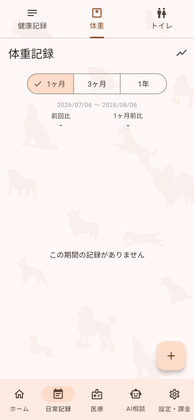 健康記録
体重
トイレ
体重記録
1ヶ月
3ヶ月
1年
2026/07/06 〜 2026/08/06
前回比
1ヶ月前比
-
-
この期間の記録がありません
+
ホーム
日常記録
医療
AI相談
設定・課金